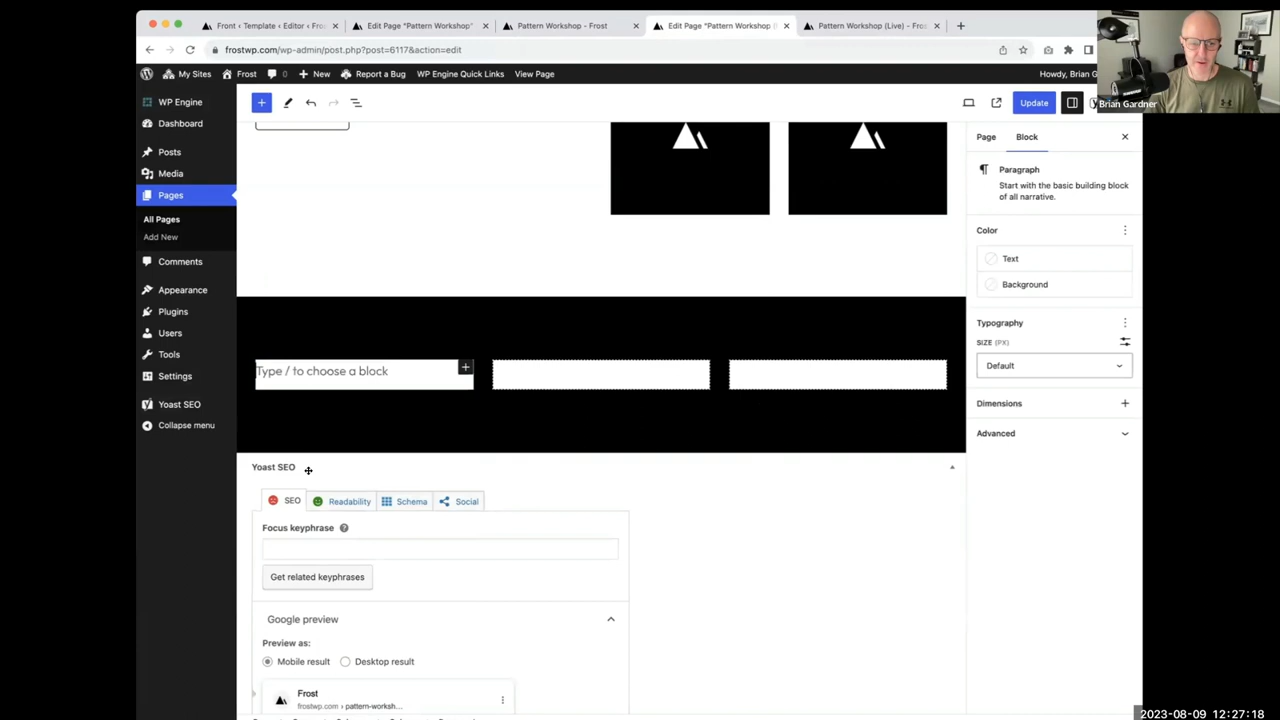 Front ‹ Template ‹ Editor ‹ Fro
Edit Page "Pattern Workshop"
Pattern Workshop - Frost
Edit Page "Pattern Workshop (
Pattern Workshop (Live) - Fros
frostwp.com/wp-admin/post.php?post=6117&action=edit
My Sites
Frost
0
New
Report a Bug
WP Engine Quick Links
View Page
Howdy, Brian G
Brian Gardner
WP Engine
Dashboard
Posts
Media
Pages
All Pages
Add New
Comments
Appearance
Plugins
Users
Tools
Settings
Yoast SEO
Collapse menu
Update
Page
Block
Paragraph
Start with the basic building block
of all narrative.
Color
Text
Background
Typography
SIZE (PX)
Default
Dimensions
Advanced
Type / to choose a block
Yoast SEO
SEO
Readability
Schema
Social
Focus keyphrase
Get related keyphrases
Google preview
Preview as:
Mobile result
Desktop result
Frost
frostwp.com › pattern-worksh...
2023-08-09 12:27:18